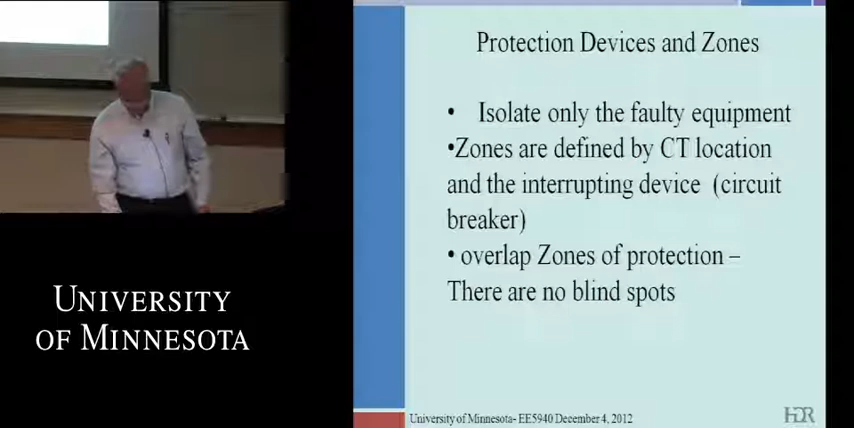 Protection Devices and Zones
• Isolate only the faulty equipment
•Zones are defined by CT location
and the interrupting device (circuit
breaker)
• overlap Zones of protection –
There are no blind spots
UNIVERSITY
OF MINNESOTA
University of Minnesota- EE5940 December 4, 2012
HDR